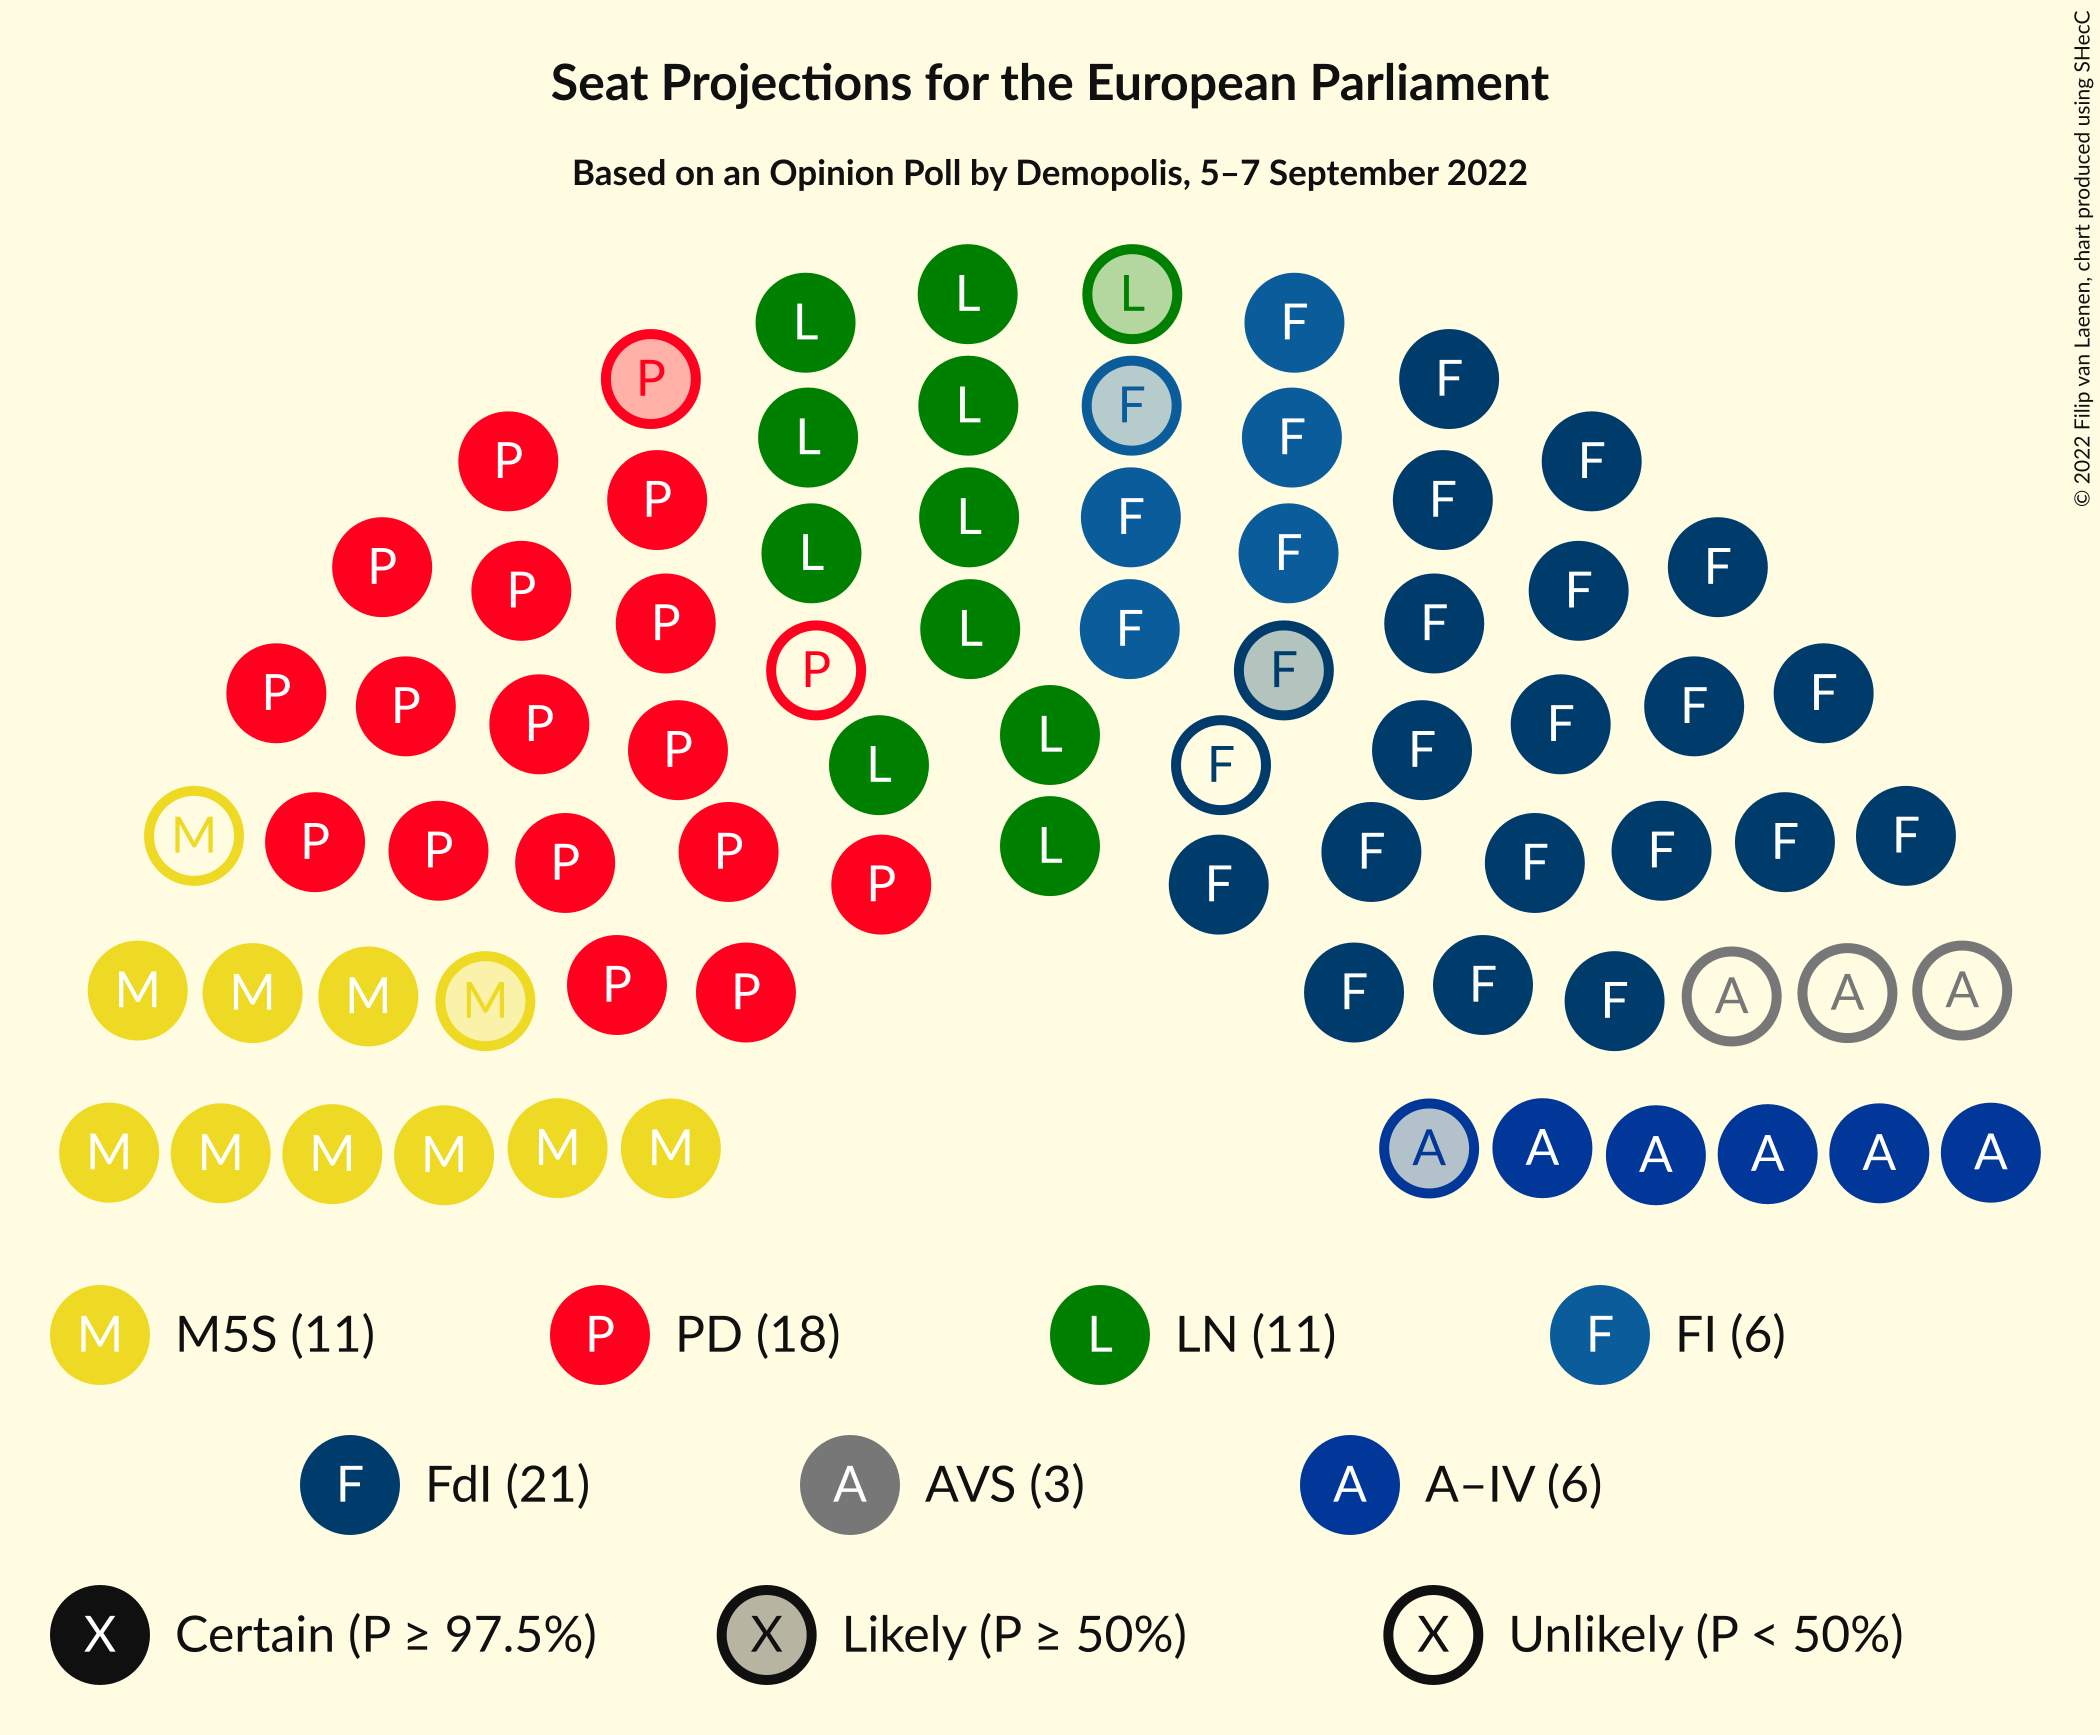 Seat Projections for the European Parliament
Based on an Opinion Poll by Demopolis, 5–7 September 2022
© 2022 Filip van Laenen, chart produced using SHecC
L L
L F
P F
L L F F
P P F F
L F
P L F F
P P F F
P F
L F
P P F F
P P F F
P P F F
L
P P F F
L F
M F
P F
L
P P F F
P F
P F
M A
M P P F F A
M M F A
M M M M M M A A A A A A
M M5S (11) P PD (18) L LN (11) F FI (6)
F FdI (21) A AVS (3) A A–IV (6)
X Certain (P ≥ 97.5%) X Likely (P ≥ 50%) X Unlikely (P < 50%)